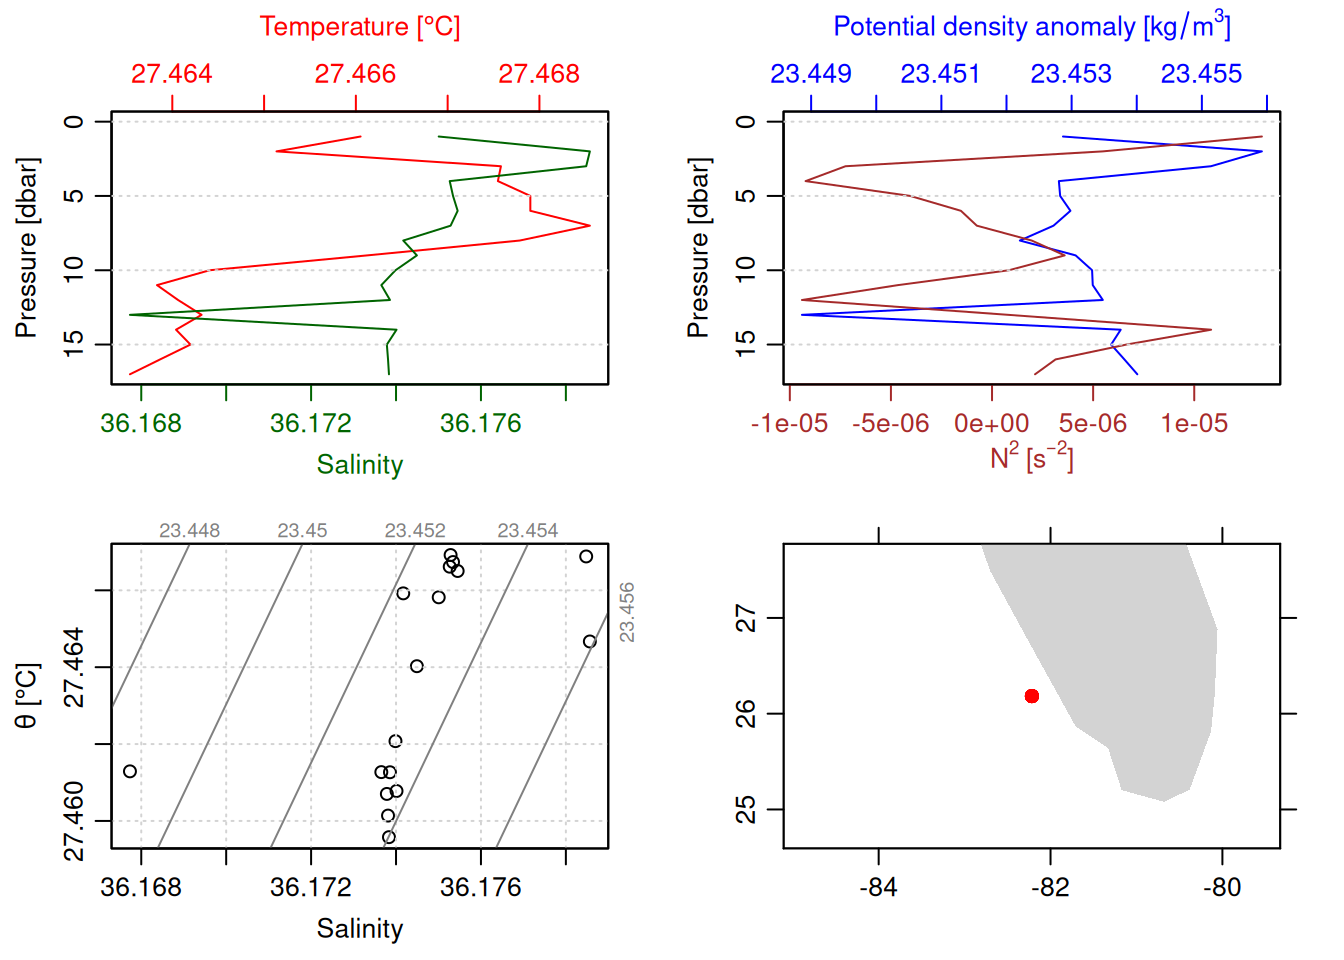 Temperature [°C]
27.464 27.466 27.468
Pressure [dbar]
0 5 10 15
36.168 36.172 36.176
Salinity
Potential density anomaly [kg/m³]
23.449 23.451 23.453 23.455
Pressure [dbar]
0 5 10 15
-1e-05 -5e-06 0e+00 5e-06 1e-05
N² [s⁻²]
23.448 23.45 23.452 23.454
23.456
θ [°C]
27.464
27.460
36.168 36.172 36.176
Salinity
27
26
25
-84 -82 -80